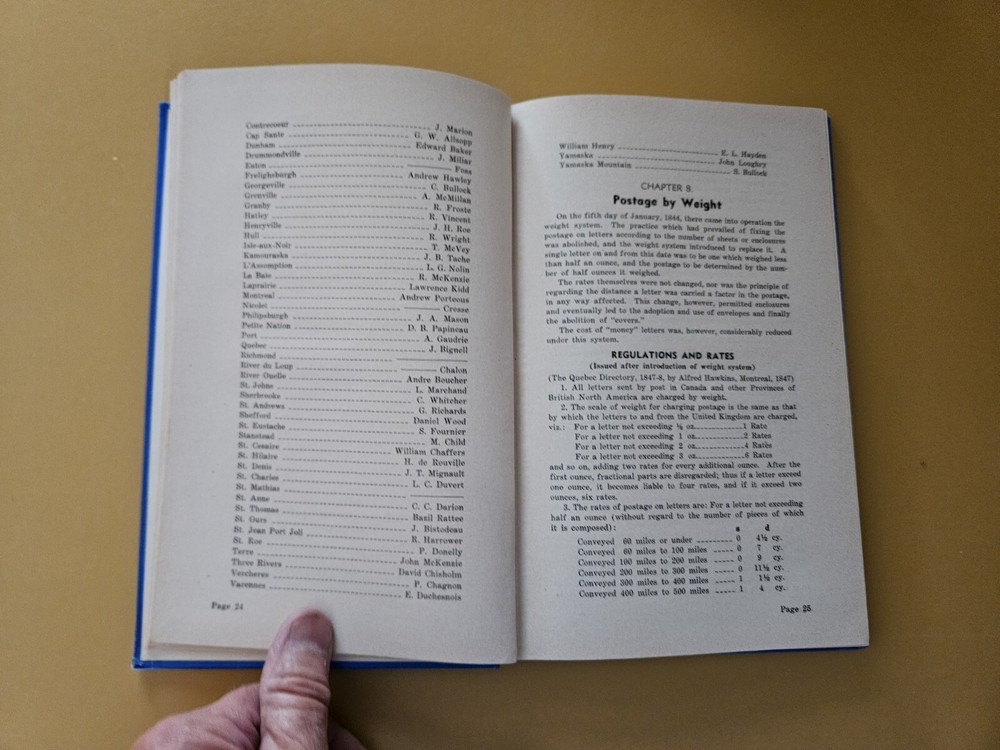 Contrecoeur J. Marion
Cap Sante G. W. Allsopp
Dunham Edward Baker
Drummondville J. Millar
Eaton Foss
Frelighsburgh Andrew Hawley
Georgeville C. Bullock
Grenville A. McMillan
Granby R. Froste
Hatley R. Vincent
Honeyville J. H. Roe
Hull R. Wright
Isle-aux-Noir T. McVey
Kamouraska J. B. Tache
L'Assomption L. G. Nolin
La Baie R. McKenzie
Laprairie Lawrence Kidd
Montreal Andrew Porteous
Nicolet Cresse
Philipsburgh J. A. Mason
Petite Nation D. B. Papineau
Port A. Gaudrie
Quebec J. Bignell
Richmond
River du Loup Chalon
River Ouelle Andre Boucher
St. Johns L. Marchand
Sherbrooke C. Whitcher
St. Andrews G. Richards
Shefford Daniel Wood
St. Eustache S. Fournier
Stanstead M. Child
St. Cesaire William Chaffers
St. Hilaire H. de Rouville
St. Denis J. T. Mignault
St. Charles L. C. Duvert
St. Mathias
St. Anne C. C. Darion
St. Thomas Bazil Rattee
St. Ours J. Bistodeau
St. Jean Port Joli R. Harrower
St. Roc P. Donelly
Terre John McKenzie
Three Rivers David Chisholm
Vercheres P. Chagnon
Varennes E. Duchesnois
Page 24
William Henry E. L. Hayden
Yamaska John Loughry
Yamaska Mountain S. Bullock
CHAPTER 8.
Postage by Weight
On the fifth day of January, 1844, there came into operation the
weight system. The practice which had prevailed of fixing the
postage on letters according to the number of sheets or enclosures
was abolished, and the weight system introduced to replace it. A
single letter on and from this date was to be one which weighed less
than half an ounce, and the postage to be determined by the num-
ber of half ounces it weighed.
The rates themselves were not changed, nor was the principle of
regarding the distance a letter was carried a factor in the postage,
in any way affected. This change, however, permitted enclosures
and eventually led to the adoption and use of envelopes and finally
the abolition of "covers."
The cost of "money" letters was, however, considerably reduced
under this system.
REGULATIONS AND RATES
(Issued after introduction of weight system)
(The Quebec Directory, 1847-8, by Alfred Hawkins, Montreal, 1947)
1. All letters sent by post in Canada and other Provinces of
British North America are charged by weight.
2. The scale of weight for charging postage is the same as that
by which the letters to and from the United Kingdom are charged,
viz.: For a letter not exceeding ½ oz. 1 Rate
For a letter not exceeding 1 oz. 2 Rates
For a letter not exceeding 2 oz. 4 Rates
For a letter not exceeding 3 oz. 6 Rates
and so on, adding two rates for every additional ounce. After the
first ounce, fractional parts are disregarded; thus if a letter exceed
one ounce, it becomes liable to four rates, and if it exceed two
ounces, six rates.
3. The rates of postage on letters are: For a letter not exceeding
half an ounce (without regard to the number of pieces of which
it is composed): s d
Conveyed 60 miles or under 0 4½ cy.
Conveyed 60 miles to 100 miles 0 7 cy.
Conveyed 100 miles to 200 miles 0 9 cy.
Conveyed 200 miles to 300 miles 0 11½ cy.
Conveyed 300 miles to 400 miles 1 1½ cy.
Conveyed 400 miles to 500 miles 1 4 cy.
Page 25